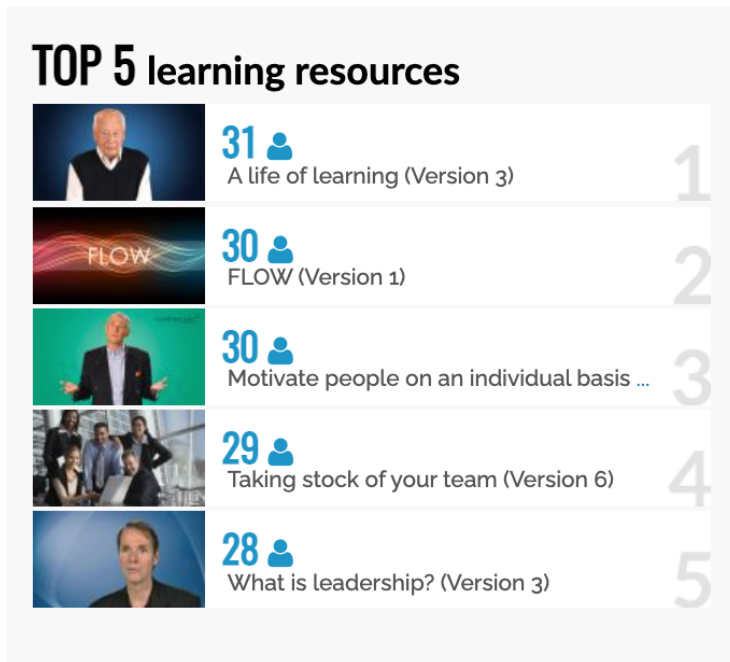 TOP 5 learning resources
31
A life of learning (Version 3)
1
FLOW
30
FLOW (Version 1)
2
30
Motivate people on an individual basis ...
3
29
Taking stock of your team (Version 6)
4
28
What is leadership? (Version 3)
5